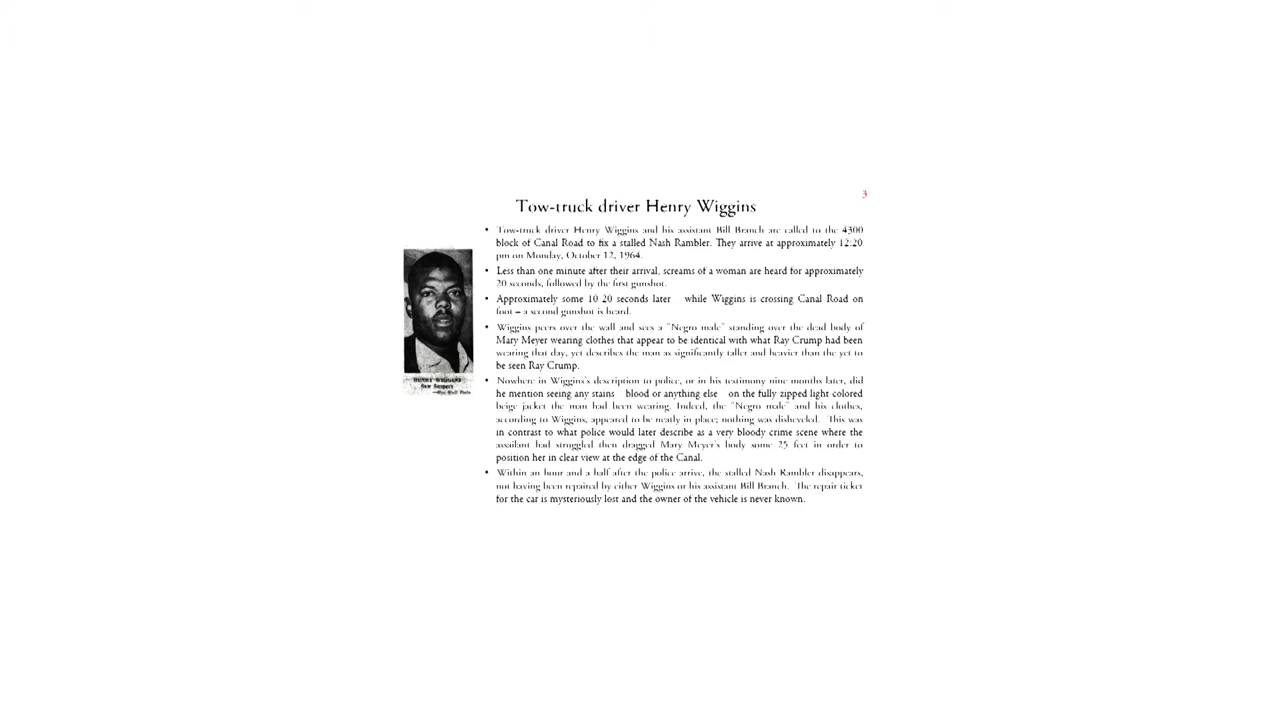 3
Tow-truck driver Henry Wiggins
• Tow-truck driver Henry Wiggins and his assistant Bill Branch are called to the 4300
block of Canal Road to fix a stalled Nash Rambler. They arrive at approximately 12:20
pm on Monday, October 12, 1964.
• Less than one minute after their arrival, screams of a woman are heard for approximately
20 seconds, followed by the first gunshot.
• Approximately some 10 20 seconds later   while Wiggins is crossing Canal Road on
foot – a second gunshot is heard.
• Wiggins peers over the wall and sees a "Negro male" standing over the dead body of
Mary Meyer wearing clothes that appear to be identical with what Ray Crump had been
wearing that day, yet describes the man as significantly taller and heavier than the yet to
be seen Ray Crump.
• Nowhere in Wiggins's description to police, or in his testimony nine months later, did
he mention seeing any stains   blood or anything else   on the fully zipped light colored
beige jacket the man had been wearing. Indeed, the "Negro male" and his clothes,
according to Wiggins, appeared to be neatly in place; nothing was disheveled. This was
in contrast to what police would later describe as a very bloody crime scene where the
assailant had struggled then dragged Mary Meyer's body some 25 feet in order to
position her in clear view at the edge of the Canal.
• Within an hour and a half after the police arrive, the stalled Nash Rambler disappears,
not having been repaired by either Wiggins or his assistant Bill Branch. The repair ticket
for the car is mysteriously lost and the owner of the vehicle is never known.
HENRY WIGGINS